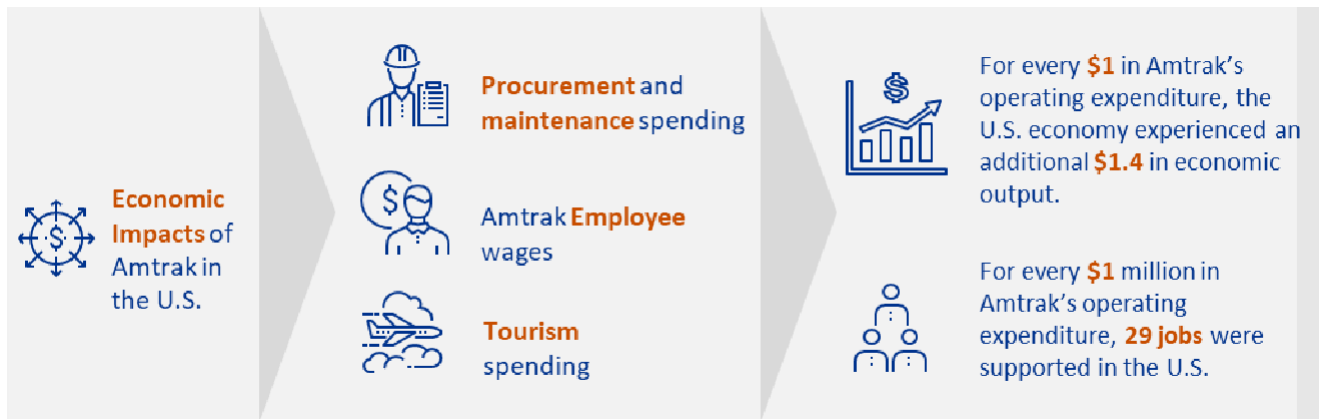 Economic
Impacts of
Amtrak in
the U.S.
Procurement and
maintenance spending
Amtrak Employee
wages
Tourism
spending
For every $1 in Amtrak's
operating expenditure, the
U.S. economy experienced an
additional $1.4 in economic
output.
For every $1 million in
Amtrak's operating
expenditure, 29 jobs were
supported in the U.S.